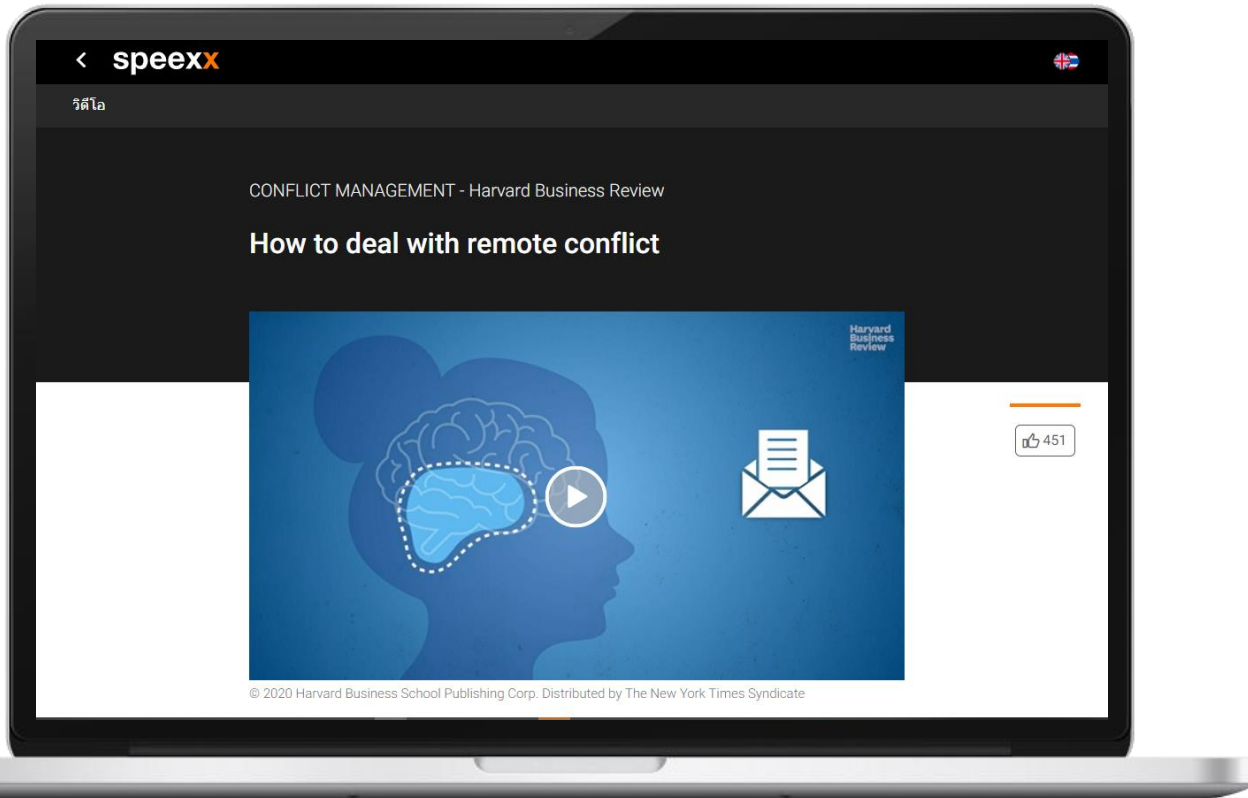 speexx
วิดีโอ
CONFLICT MANAGEMENT - Harvard Business Review
How to deal with remote conflict
Harvard
Business
Review
451
© 2020 Harvard Business School Publishing Corp. Distributed by The New York Times Syndicate